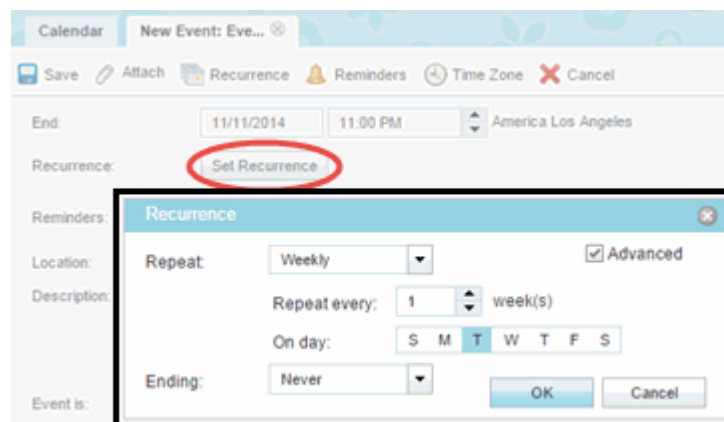 Calendar New Event: Eve...
Save Attach Recurrence Reminders Time Zone Cancel
End: 11/11/2014 11:00 PM America Los Angeles
Recurrence: Set Recurrence
Reminders: Recurrence
Location: Repeat: Weekly Advanced
Description: Repeat every: 1 week(s)
On day: S M T W T F S
Ending: Never OK Cancel
Event is: